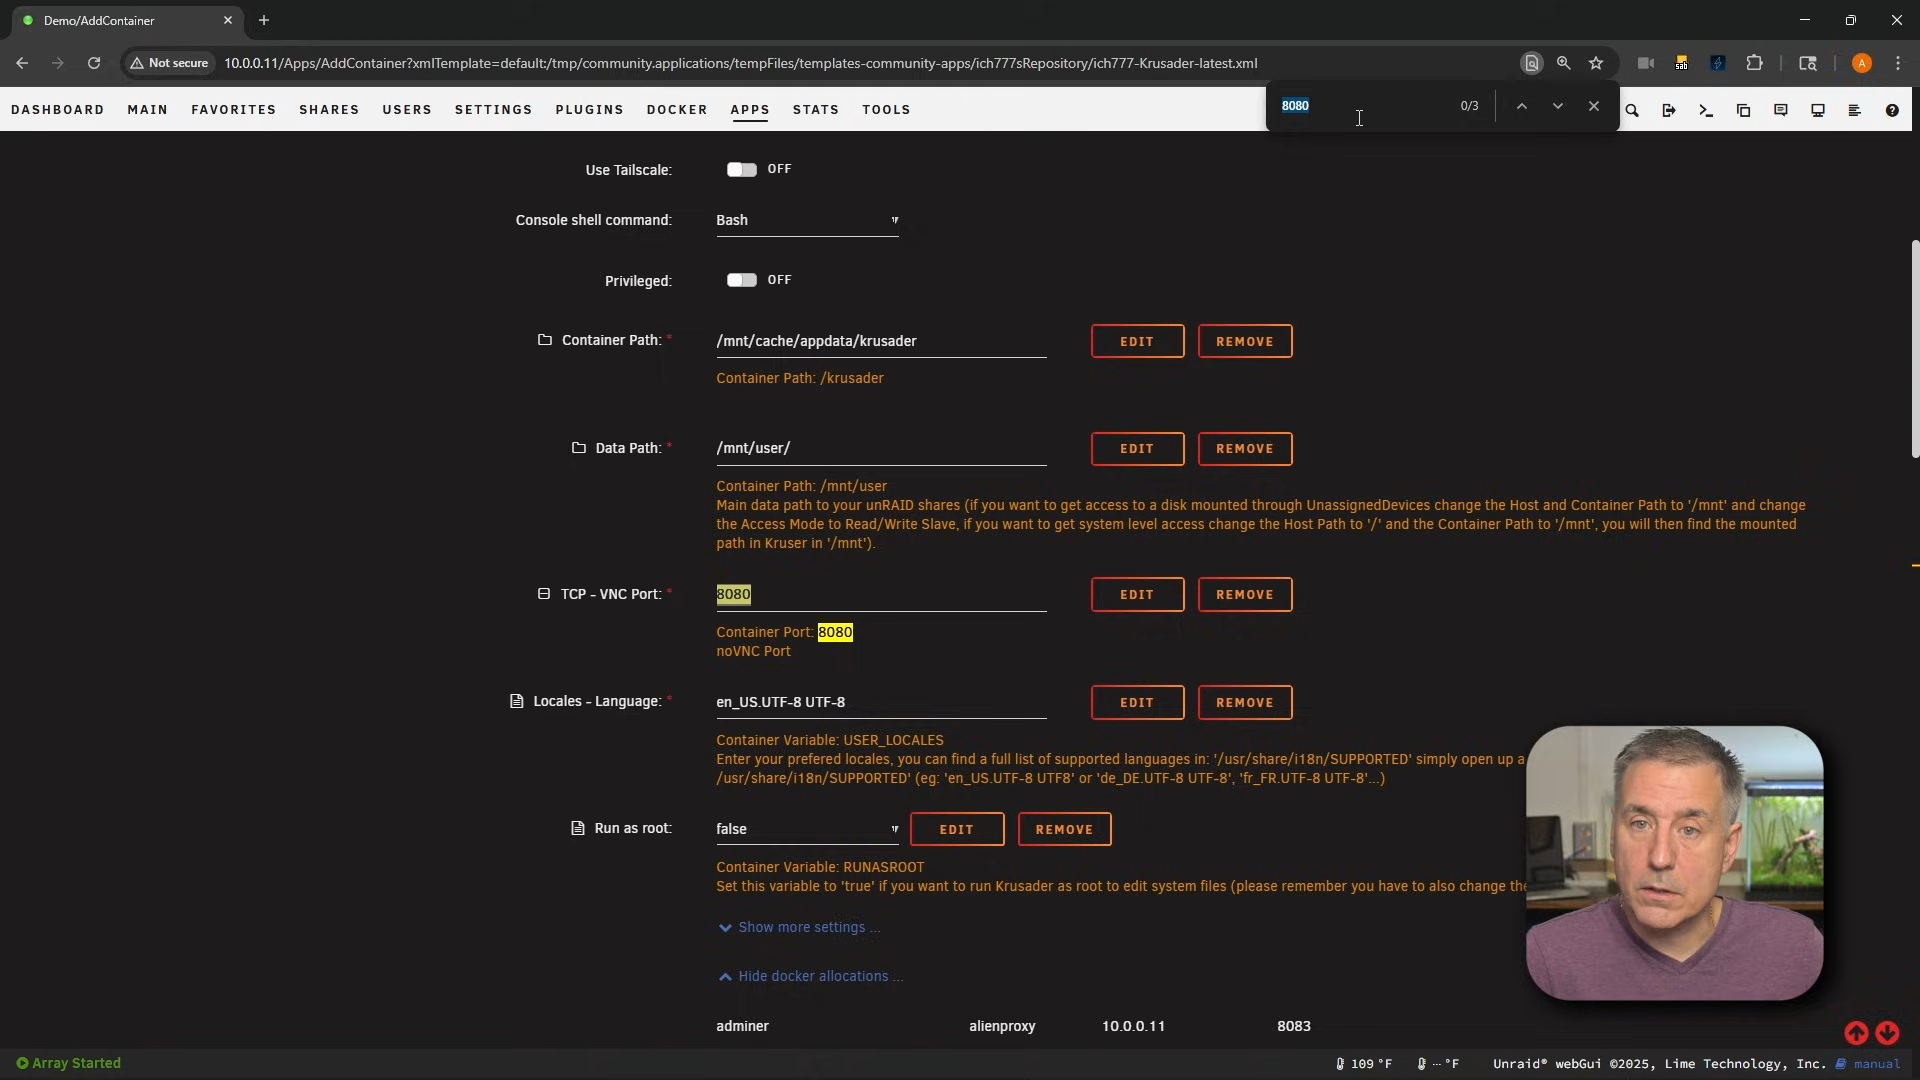 Demo/AddContainer
Not secure
10.0.0.11/Apps/AddContainer?xmlTemplate=default:/tmp/community.applications/tempFiles/templates-community-apps/ich777sRepository/ich777-Krusader-latest.xml
sab
A
8080
0/3
DASHBOARD MAIN FAVORITES SHARES USERS SETTINGS PLUGINS DOCKER APPS STATS TOOLS
Use Tailscale: OFF
Console shell command: Bash
Privileged: OFF
Container Path: * /mnt/cache/appdata/krusader EDIT REMOVE
Container Path: /krusader
Data Path: * /mnt/user/ EDIT REMOVE
Container Path: /mnt/user
Main data path to your unRAID shares (if you want to get access to a disk mounted through UnassignedDevices change the Host and Container Path to '/mnt' and change
the Access Mode to Read/Write Slave, if you want to get system level access change the Host Path to '/' and the Container Path to '/mnt', you will then find the mounted
path in Kruser in '/mnt').
TCP - VNC Port: * 8080 EDIT REMOVE
Container Port: 8080
noVNC Port
Locales - Language: * en_US.UTF-8 UTF-8 EDIT REMOVE
Container Variable: USER_LOCALES
Enter your prefered locales, you can find a full list of supported languages in: '/usr/share/i18n/SUPPORTED' simply open up a
/usr/share/i18n/SUPPORTED' (eg: 'en_US.UTF-8 UTF8' or 'de_DE.UTF-8 UTF-8', 'fr_FR.UTF-8 UTF-8'...)
Run as root: false EDIT REMOVE
Container Variable: RUNASROOT
Set this variable to 'true' if you want to run Krusader as root to edit system files (please remember you have to also change the
Show more settings ...
Hide docker allocations ...
adminer alienproxy 10.0.0.11 8083
Array Started
109 °F -- °F Unraid® webGui ©2025, Lime Technology, Inc. manual